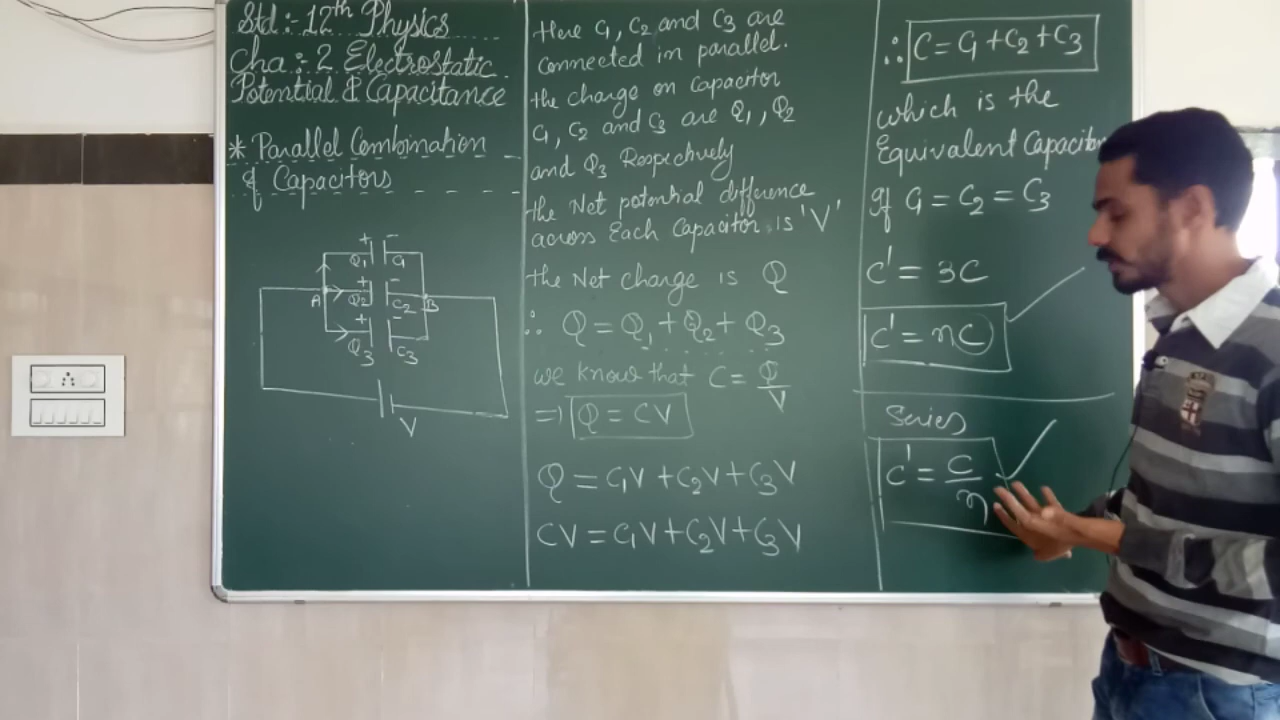 Std:- 12th Physics
Cha:- 2 Electrostatic
Potential & Capacitance
* Parallel Combination
of Capacitors
+ -
Q1 C1
+ -
A Q2 C2 B
+ -
Q3 C3
V
Here C1, C2 and C3 are
connected in parallel.
the charge on capacitor
C1, C2 and C3 are Q1, Q2
and Q3 Respectively
the Net potential difference
across Each Capacitor is 'V'
the Net charge is Q
∴ Q = Q1 + Q2 + Q3
we know that C = Q/V
⇒ Q = CV
Q = C1V + C2V + C3V
CV = C1V + C2V + C3V
∴ C = C1 + C2 + C3
which is the
Equivalent Capacitor
If C1 = C2 = C3
C' = 3C
C' = nC
Series
C' = C/n